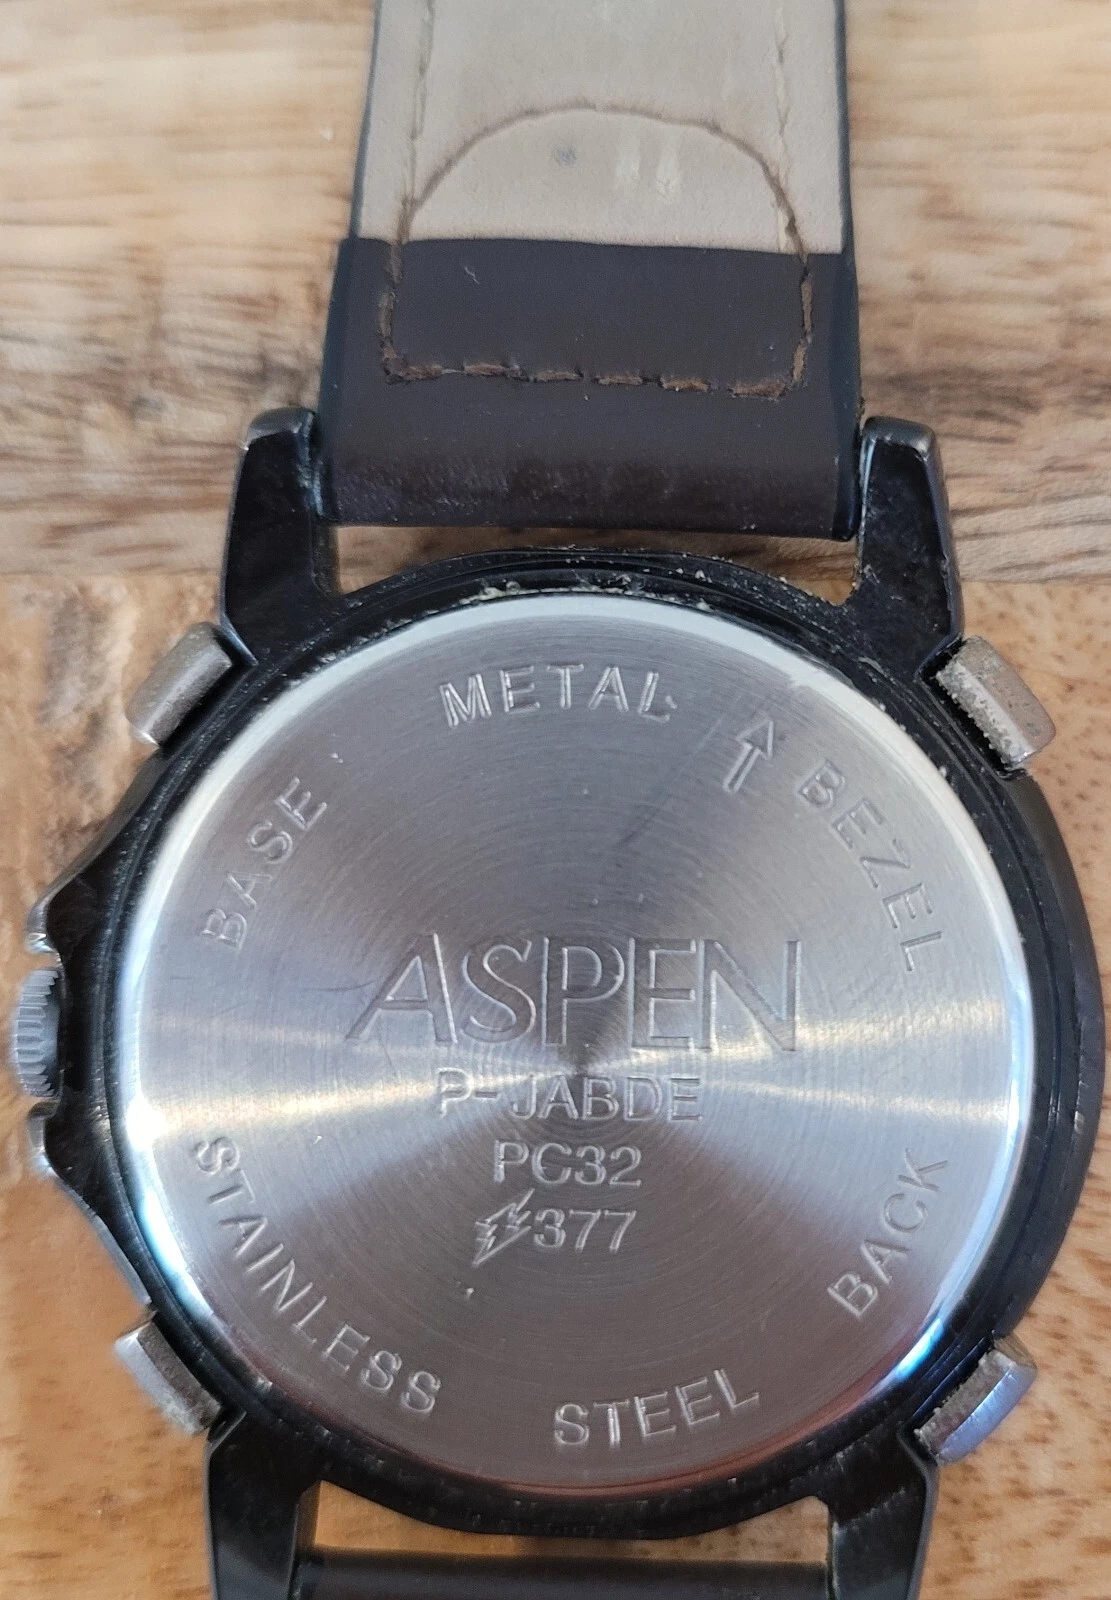 BASE METAL BEZEL
ASPEN
P-JABDE
PC32
377
STAINLESS STEEL BACK